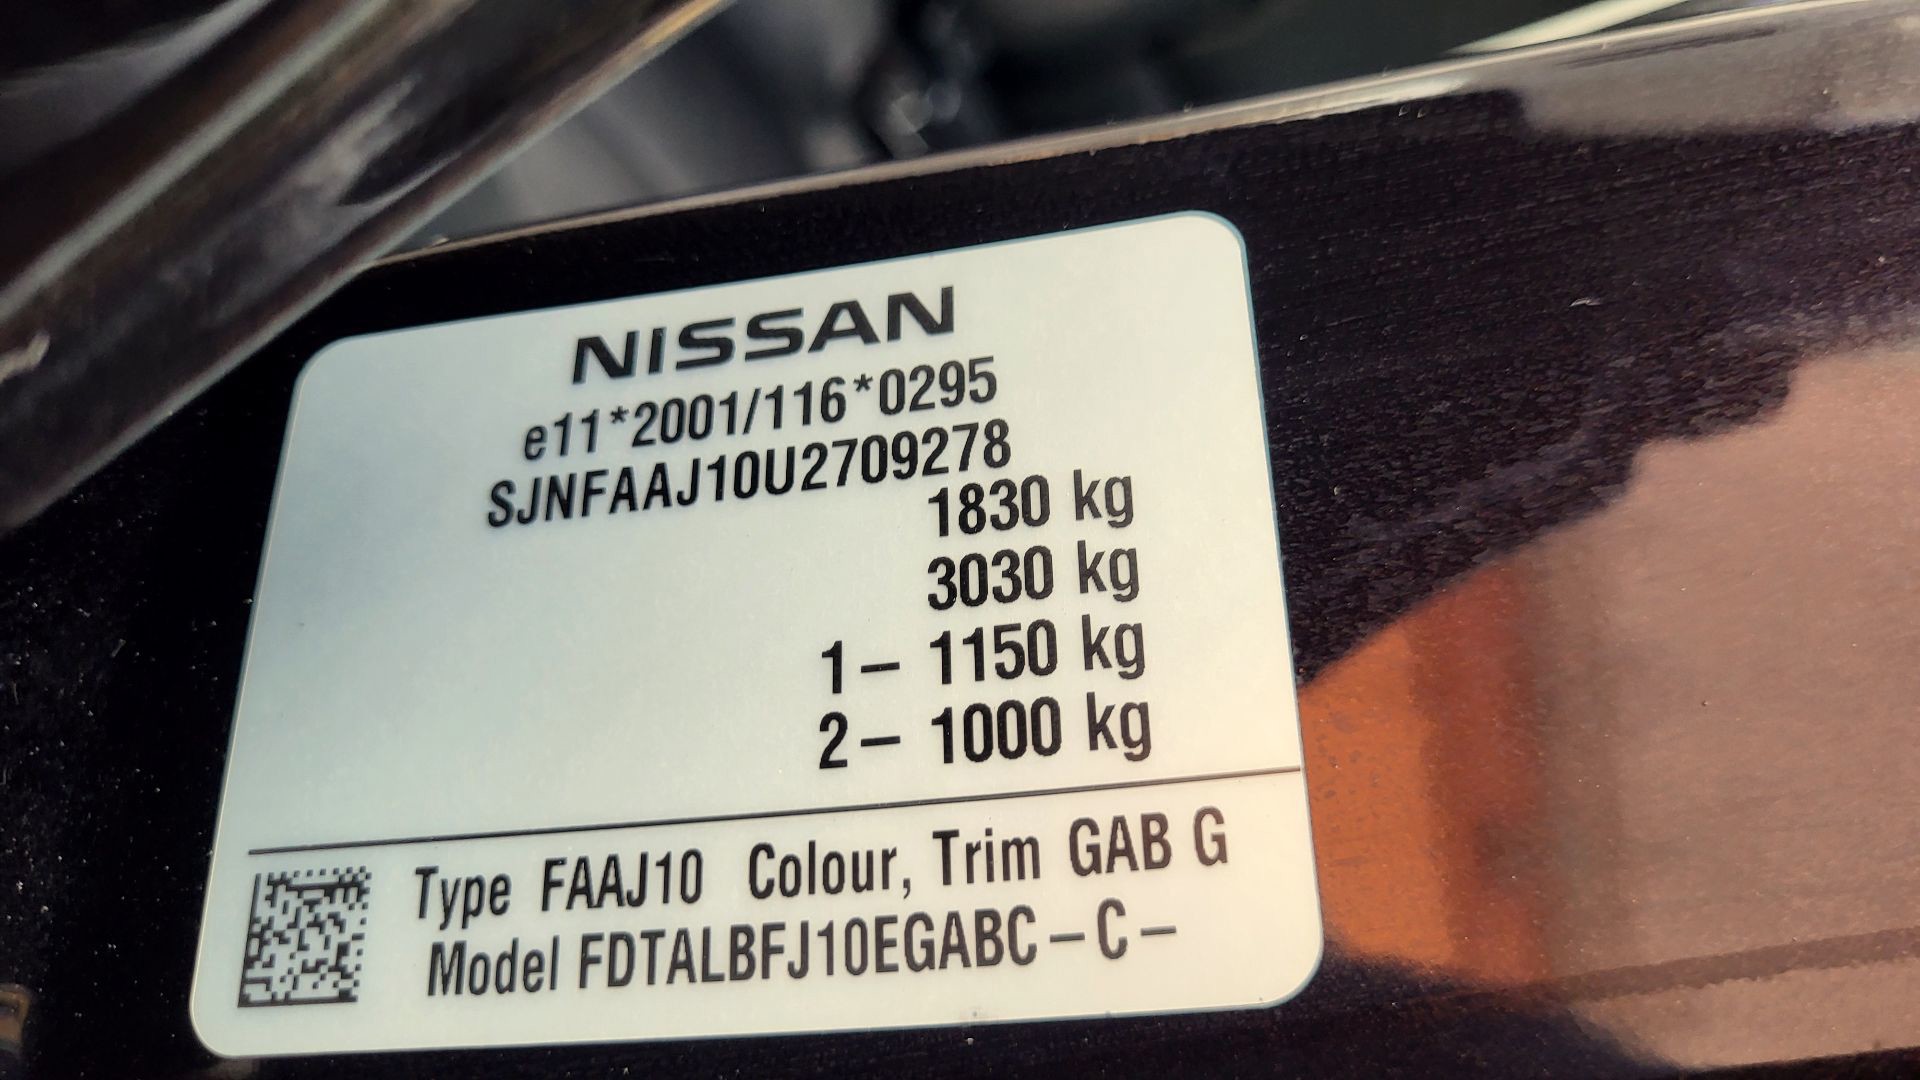 NISSAN
e11*2001/116*0295
SJNFAAJ10U2709278
1830 kg
3030 kg
1– 1150 kg
2– 1000 kg
Type FAAJ10 Colour, Trim GAB G
Model FDTALBFJ10EGABC–C–